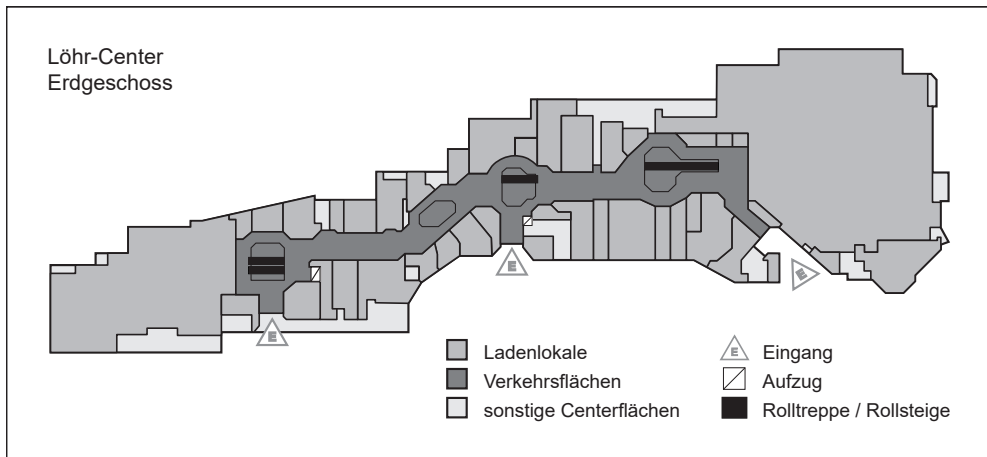 Löhr-Center
Erdgeschoss
E
E
E
Ladenlokale
Verkehrsflächen
sonstige Centerflächen
E Eingang
Aufzug
Rolltreppe / Rollsteige